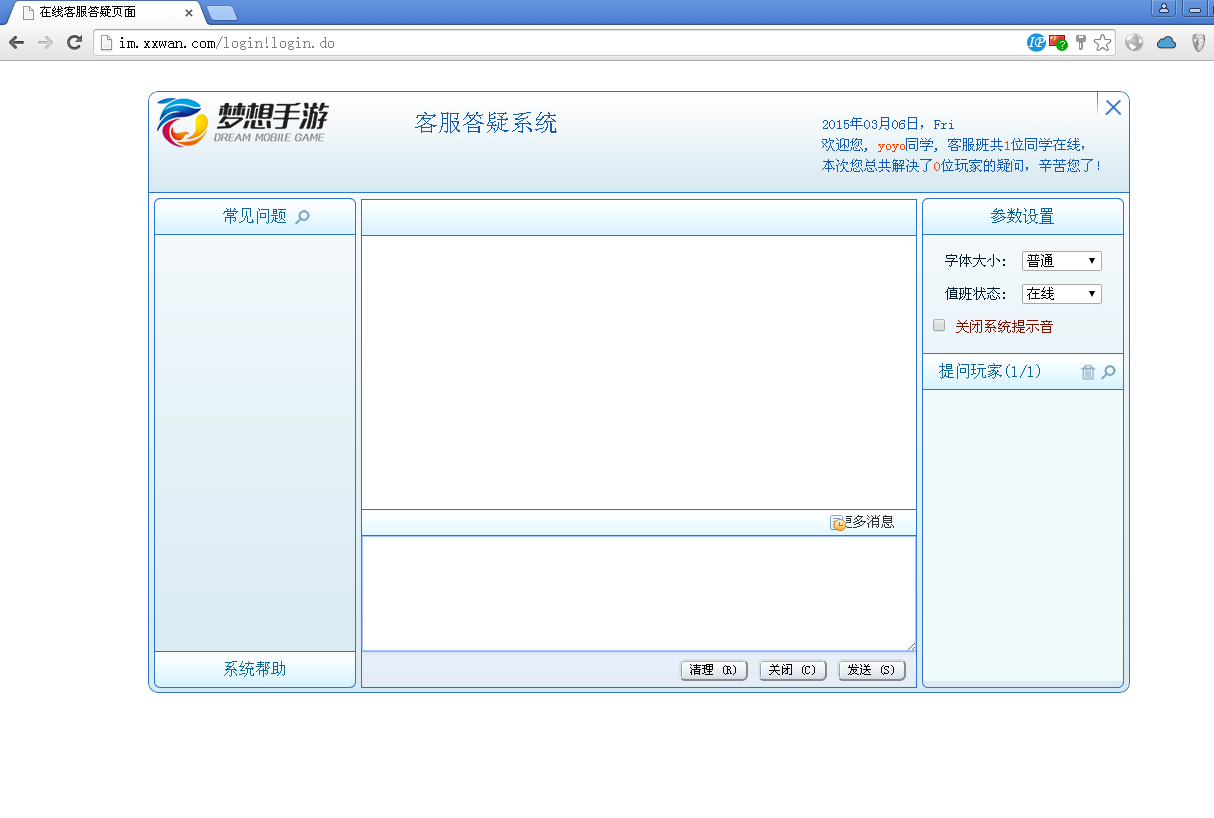 在线客服答疑页面
im.xxwan.com/login!login.do
梦想手游
DREAM MOBILE GAME
客服答疑系统
2015年03月06日，Fri
欢迎您, yoyo同学, 客服班共1位同学在线，
本次您总共解决了0位玩家的疑问，辛苦您了！
常见问题
参数设置
字体大小： 普通
值班状态： 在线
关闭系统提示音
提问玩家(1/1)
更多消息
系统帮助
清理 (R) 关闭 (C) 发送 (S)